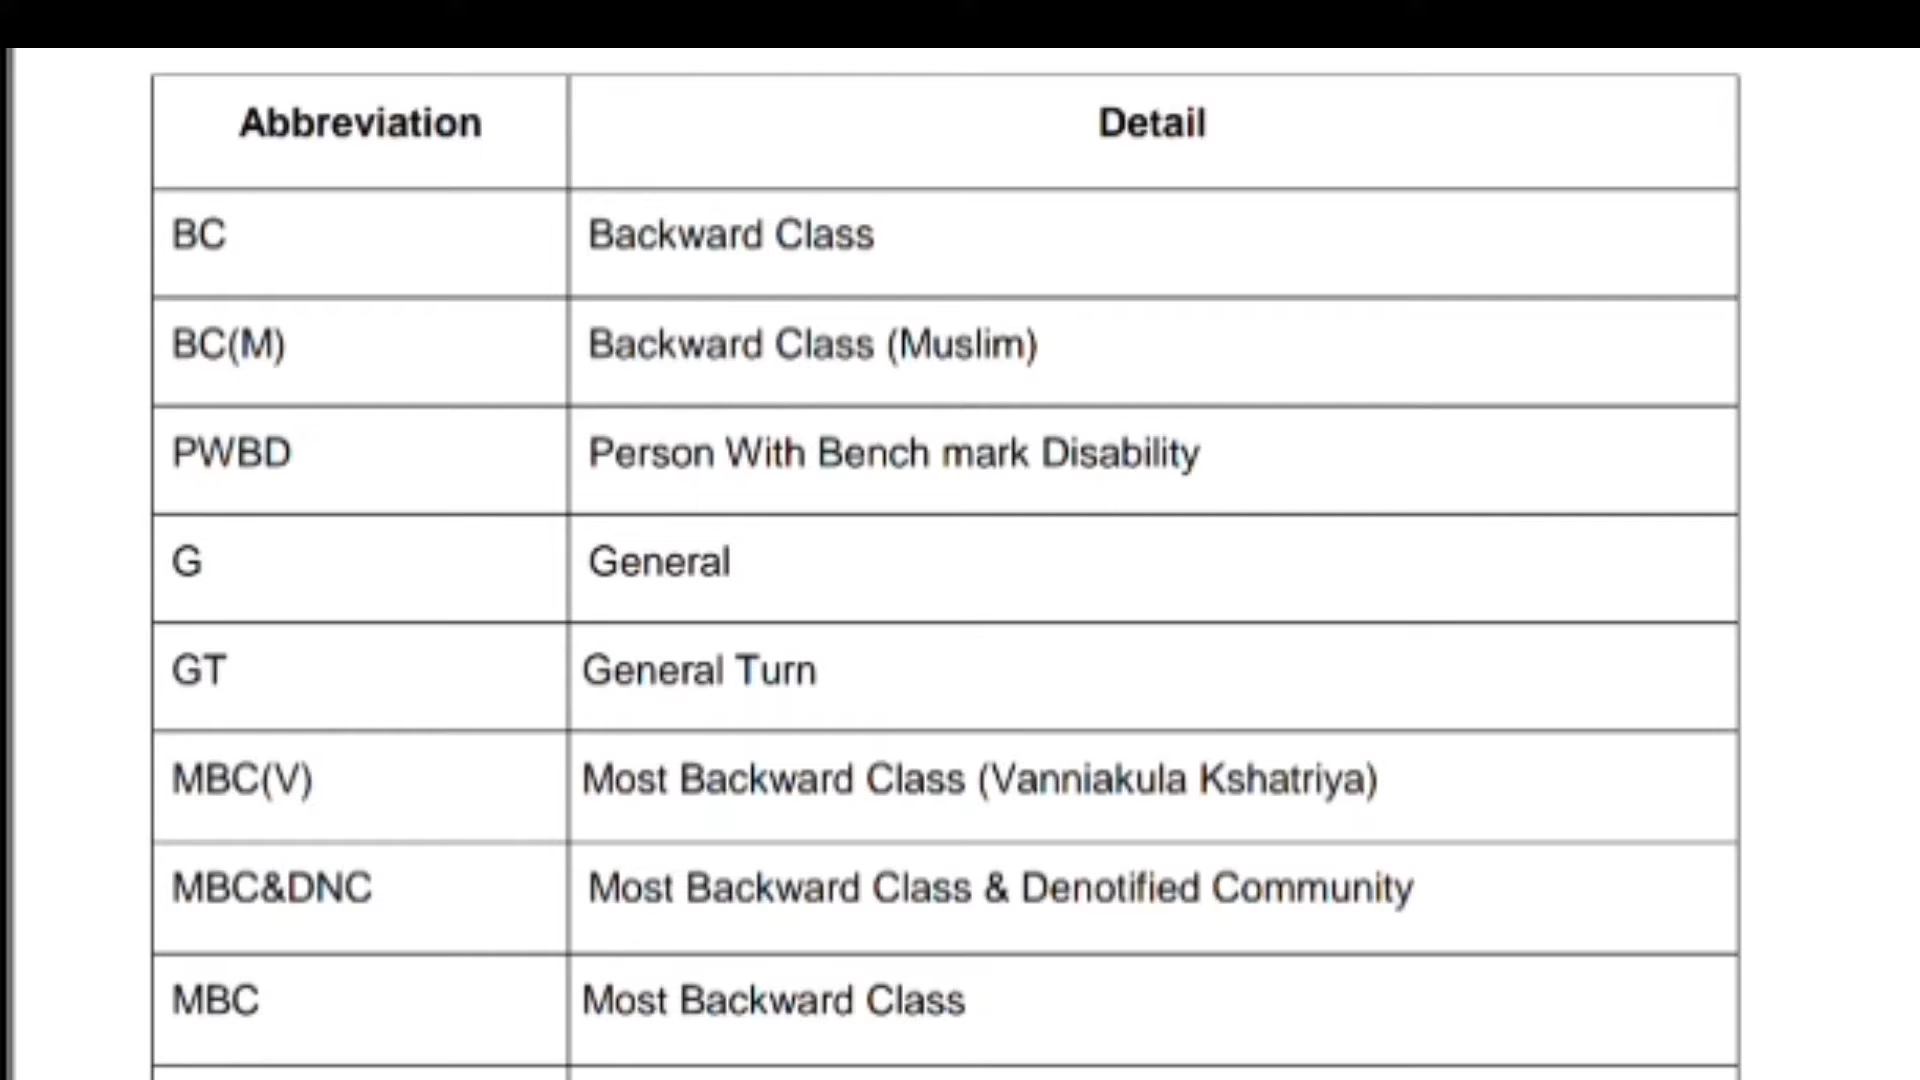 Abbreviation Detail
BC Backward Class
BC(M) Backward Class (Muslim)
PWBD Person With Bench mark Disability
G General
GT General Turn
MBC(V) Most Backward Class (Vanniakula Kshatriya)
MBC&DNC Most Backward Class & Denotified Community
MBC Most Backward Class